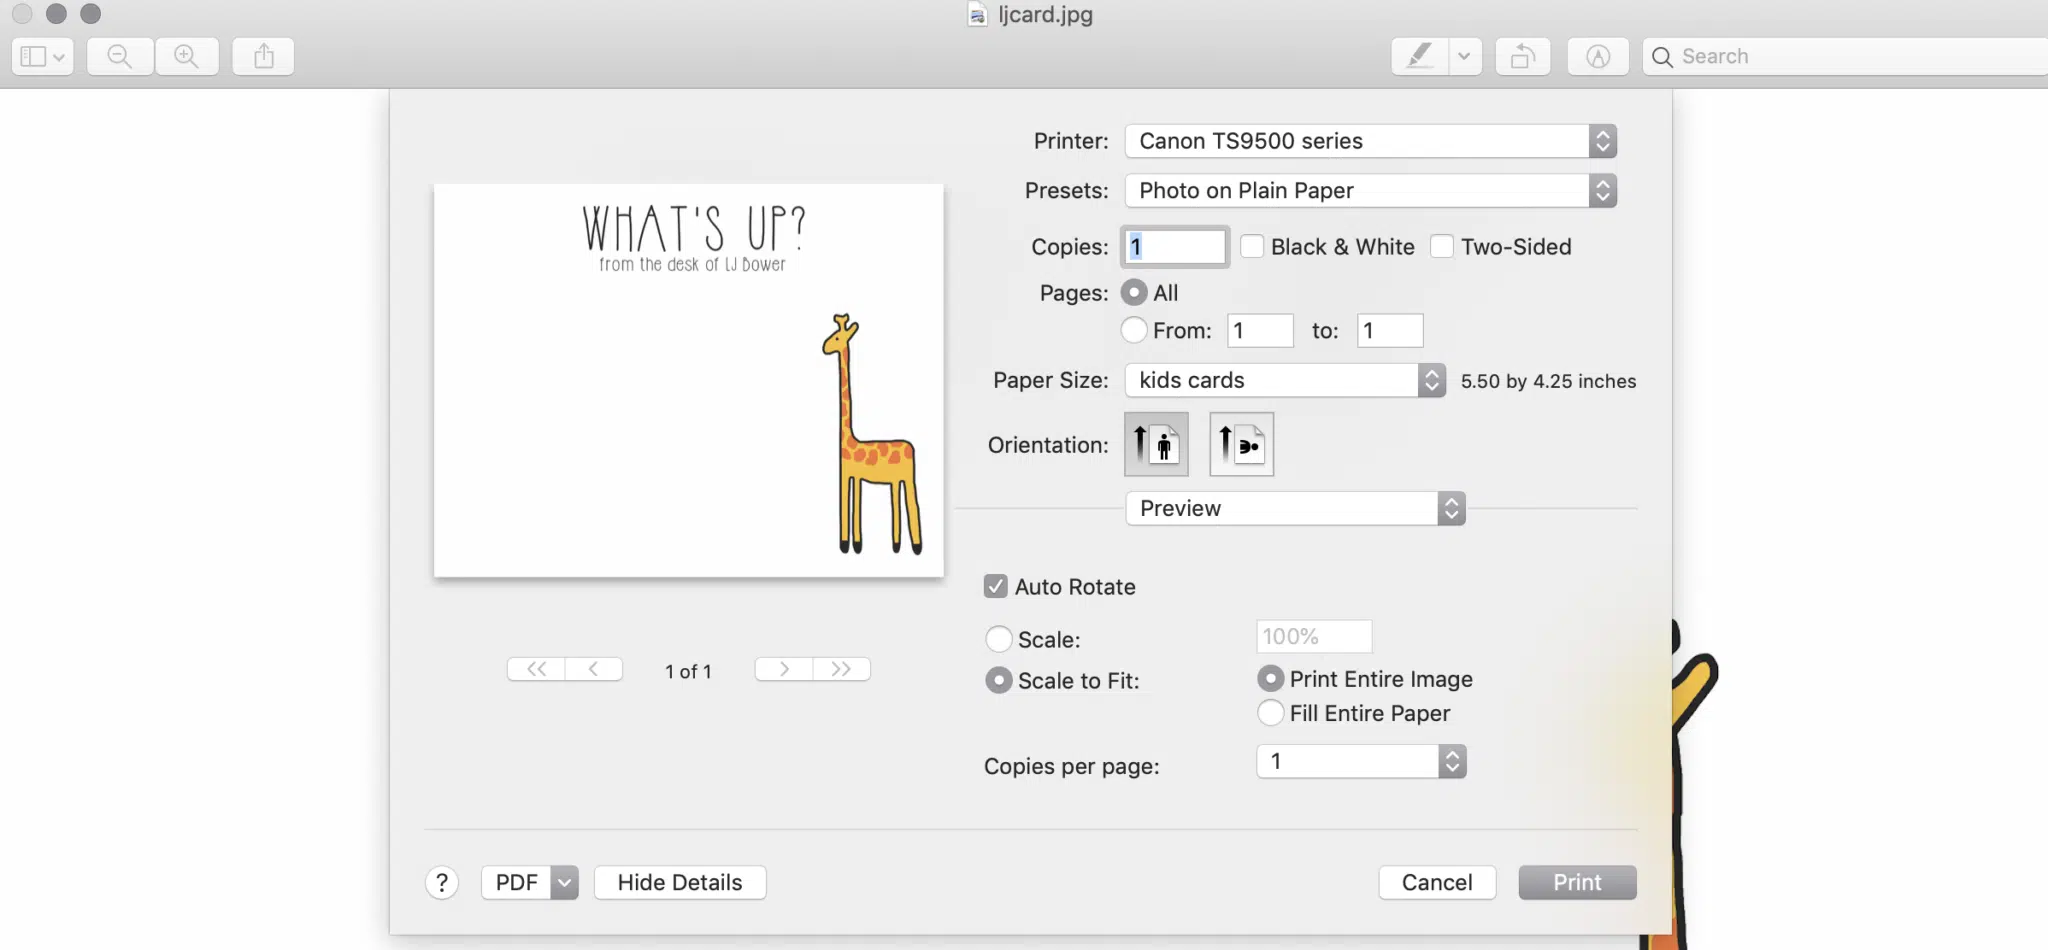 ljcard.jpg
Search
WHAT'S UP?
from the desk of LJ Bower
1 of 1
Printer: Canon TS9500 series
Presets: Photo on Plain Paper
Copies: 1 Black & White Two-Sided
Pages: All
From: 1 to: 1
Paper Size: kids cards 5.50 by 4.25 inches
Orientation:
Preview
Auto Rotate
Scale: 100%
Scale to Fit: Print Entire Image
Fill Entire Paper
Copies per page: 1
? PDF Hide Details Cancel Print